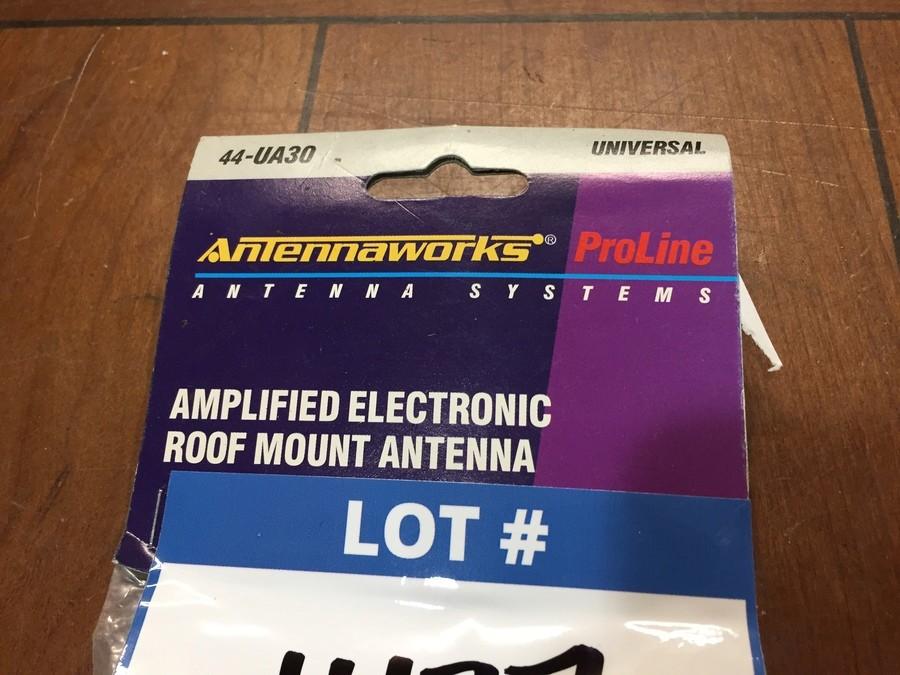 44-UA30 UNIVERSAL
Antennaworks® ProLine
ANTENNA SYSTEMS
AMPLIFIED ELECTRONIC
ROOF MOUNT ANTENNA
LOT #